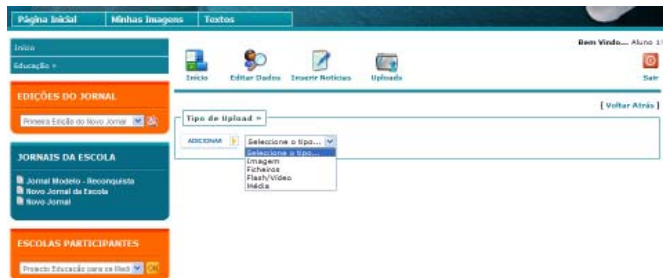 Página Inicial
Minhas Imagens
Textos
Início
Educação »
Bem Vindo... Aluno 1
Início
Editar Dados
Inserir Notícias
Uploads
Sair
EDIÇÕES DO JORNAL
Primeira Edição do Novo Jornal
[ Voltar Atrás ]
Tipo de Upload »
ADICIONAR
Seleccione o tipo...
Seleccione o tipo...
Imagem
Ficheiros
Flash/Vídeo
Média
JORNAIS DA ESCOLA
Jornal Modelo - Reconquista
Novo Jornal da Escola
Novo Jornal
ESCOLAS PARTICIPANTES
Projecto Educação para os Medi